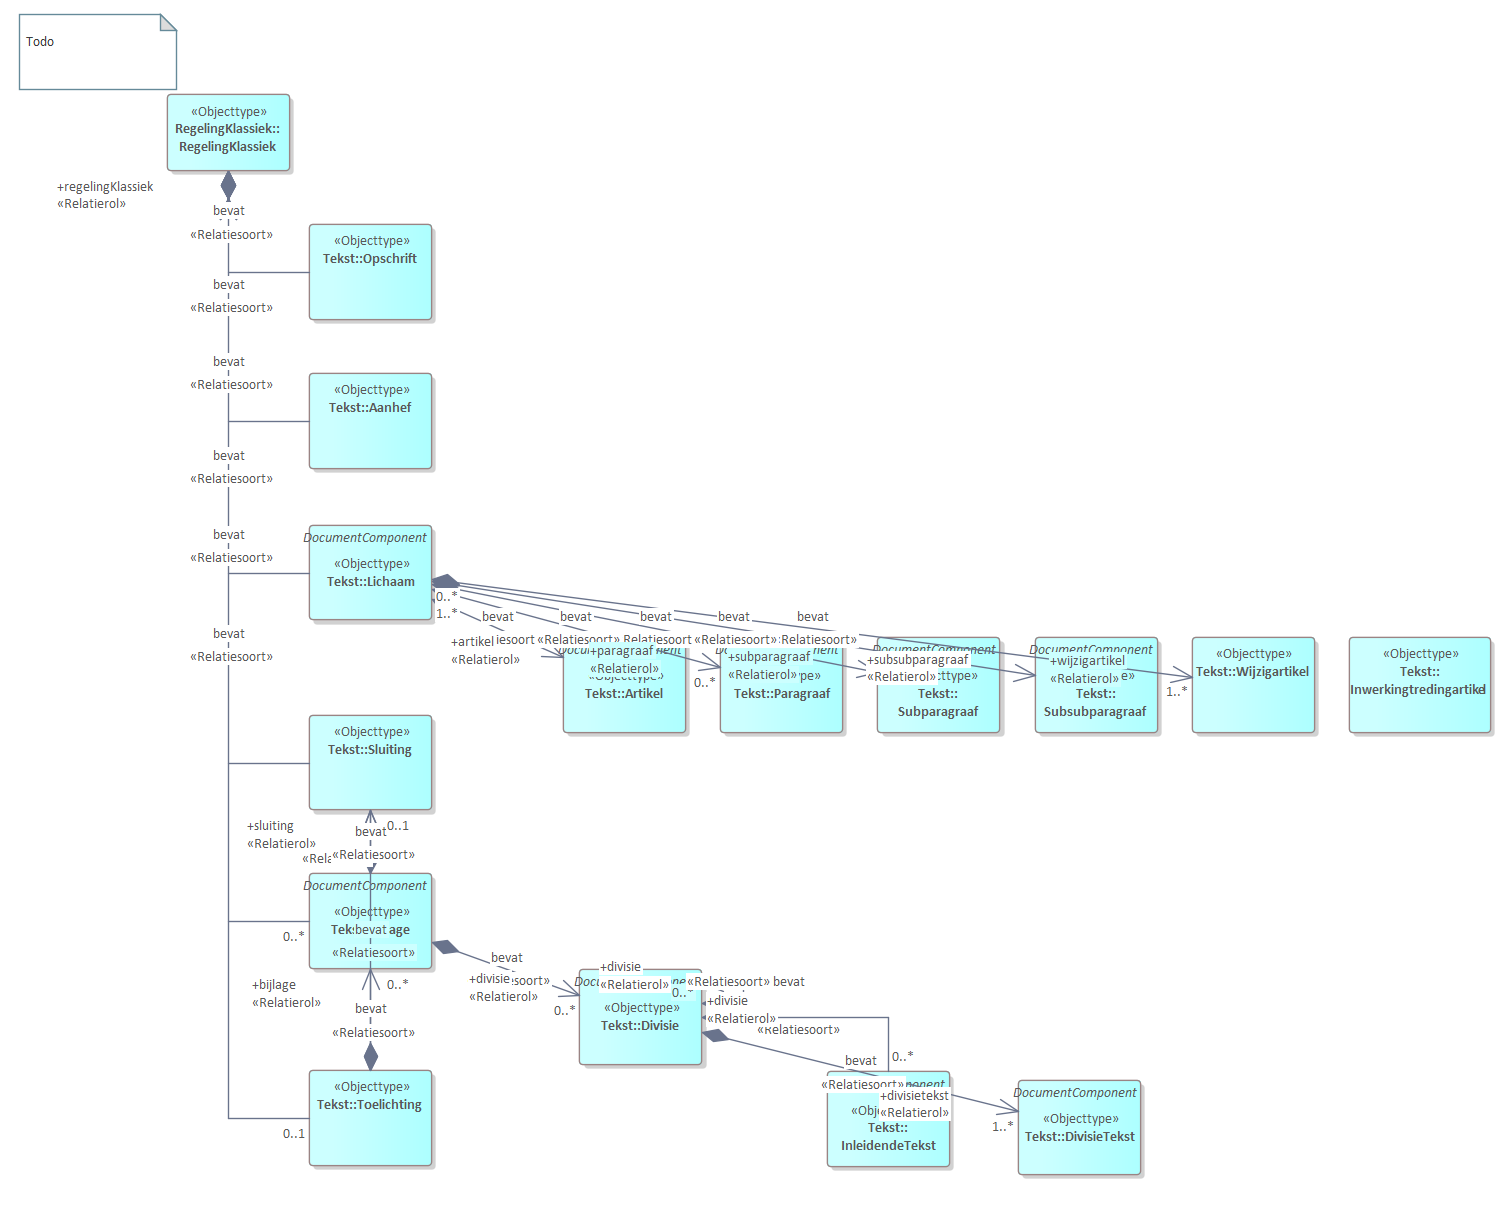 Todo
«Objecttype»
RegelingKlassiek::
RegelingKlassiek
+regelingKlassiek
«Relatierol»
bevat
«Relatiesoort»
«Objecttype»
Tekst::Opschrift
bevat
«Relatiesoort»
bevat
«Relatiesoort»
«Objecttype»
Tekst::Aanhef
bevat
«Relatiesoort»
bevat
«Relatiesoort»
DocumentComponent
«Objecttype»
Tekst::Lichaam
0..*
1..*
bevat
bevat
bevat
bevat
bevat
«Relatiesoort»
Relatiesoort
«Relatiesoort»
Relatiesoort»
+artikel
«Relatierol»
+paragraaf
«Relatierol»
+subparagraaf
«Relatierol»
+subsubparagraaf
«Relatierol»
+wijzigartikel
«Relatierol»
bevat
«Relatiesoort»
Tekst::Artikel
0..*
DocumentComponent
Tekst::Paragraaf
DocumentComponent
Tekst::
Subparagraaf
DocumentComponent
Tekst::
Subsubparagraaf
1..*
«Objecttype»
Tekst::Wijzigartikel
«Objecttype»
Tekst::
Inwerkingtredingartikel
«Objecttype»
Tekst::Sluiting
+sluiting
«Relatierol»
0..1
bevat
«Relatiesoort»
DocumentComponent
«Objecttype»
bevat
«Relatiesoort»
0..*
+bijlage
«Relatierol»
0..*
bevat
«Relatiesoort»
«Objecttype»
Tekst::Toelichting
0..1
bevat
+divisie
«Relatierol»
0..*
+divisie
«Relatierol»
«Objecttype»
Tekst::Divisie
0..*
«Relatiesoort» bevat
+divisie
«Relatierol»
«Relatiesoort»
0..*
bevat
«Relatiesoort»
+divisietekst
«Relatierol»
Tekst::
InleidendeTekst
1..*
DocumentComponent
«Objecttype»
Tekst::DivisieTekst